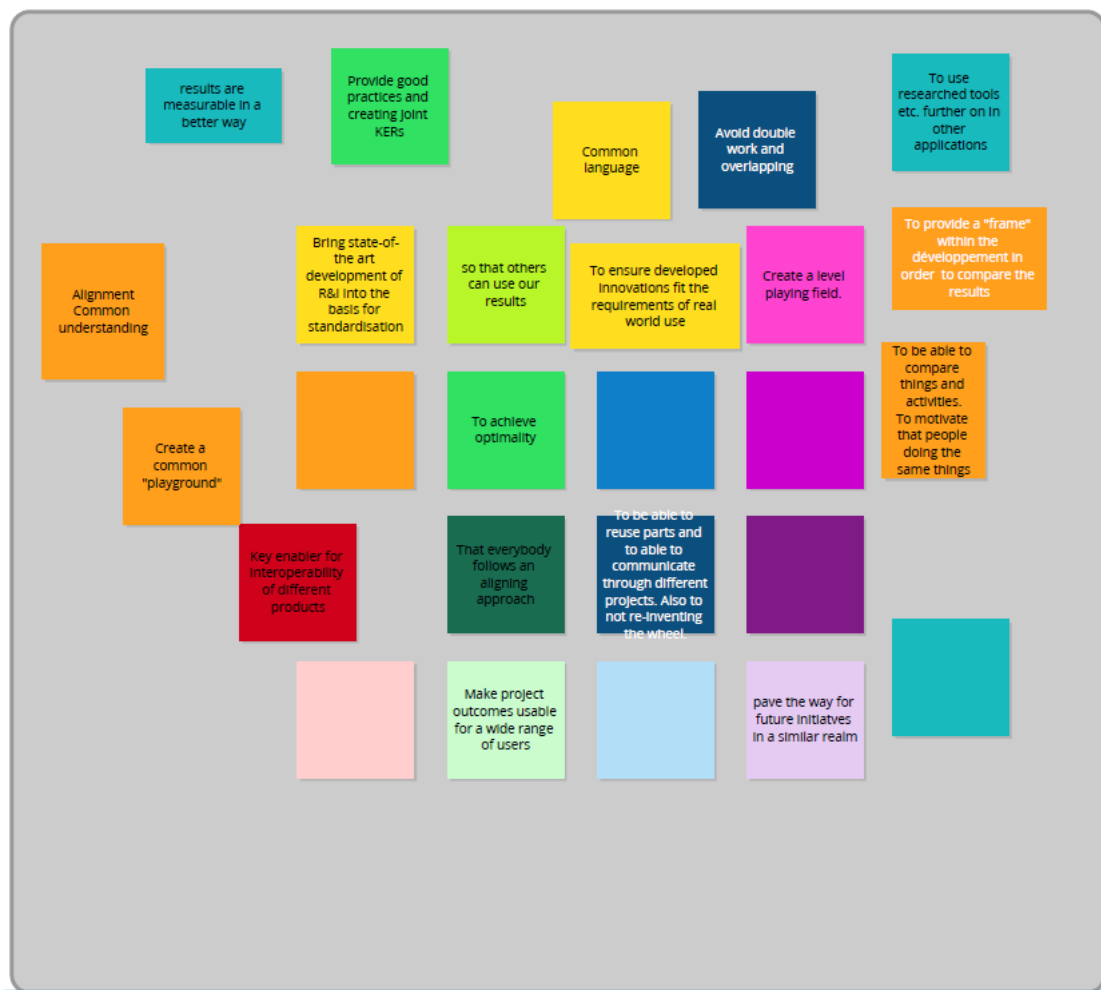 results are
measurable in a
better way
Provide good
practices and
creating joint
KERs
Common
language
Avoid double
work and
overlapping
To use
researched tools
etc. further on in
other
applications
Alignment
Common
understanding
Bring state-of-
the art
development of
R&I into the
basis for
standardisation
so that others
can use our
results
To ensure developed
innovations fit the
requirements of real
world use
Create a level
playing field.
To provide a "frame"
within the
développement in
order to compare the
results
Create a
common
"playground"
To achieve
optimality
To be able to
compare
things and
activities.
To motivate
that people
doing the
same things
Key enabler for
interoperability
of different
products
That everybody
follows an
aligning
approach
To be able to
reuse parts and
to able to
communicate
through different
projects. Also to
not re-inventing
the wheel.
Make project
outcomes usable
for a wide range
of users
pave the way for
future initiatves
in a similar realm